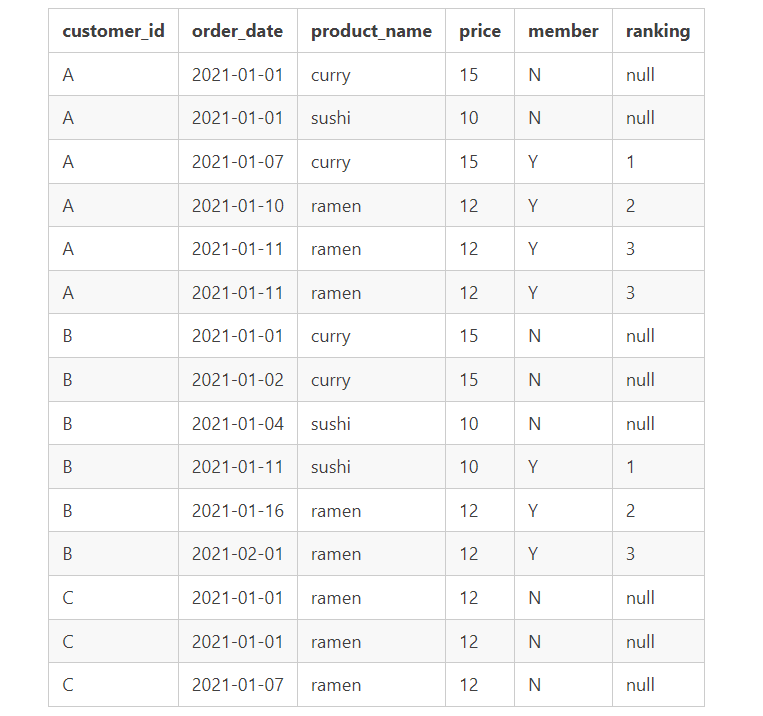 customer_id order_date product_name price member ranking
A 2021-01-01 curry 15 N null
A 2021-01-01 sushi 10 N null
A 2021-01-07 curry 15 Y 1
A 2021-01-10 ramen 12 Y 2
A 2021-01-11 ramen 12 Y 3
A 2021-01-11 ramen 12 Y 3
B 2021-01-01 curry 15 N null
B 2021-01-02 curry 15 N null
B 2021-01-04 sushi 10 N null
B 2021-01-11 sushi 10 Y 1
B 2021-01-16 ramen 12 Y 2
B 2021-02-01 ramen 12 Y 3
C 2021-01-01 ramen 12 N null
C 2021-01-01 ramen 12 N null
C 2021-01-07 ramen 12 N null